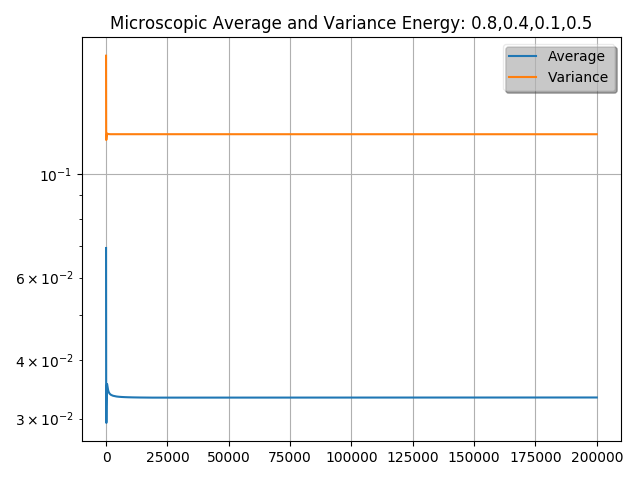 Microscopic Average and Variance Energy: 0.8,0.4,0.1,0.5
Average
Variance
10⁻¹
6 × 10⁻²
4 × 10⁻²
3 × 10⁻²
0 25000 50000 75000 100000 125000 150000 175000 200000